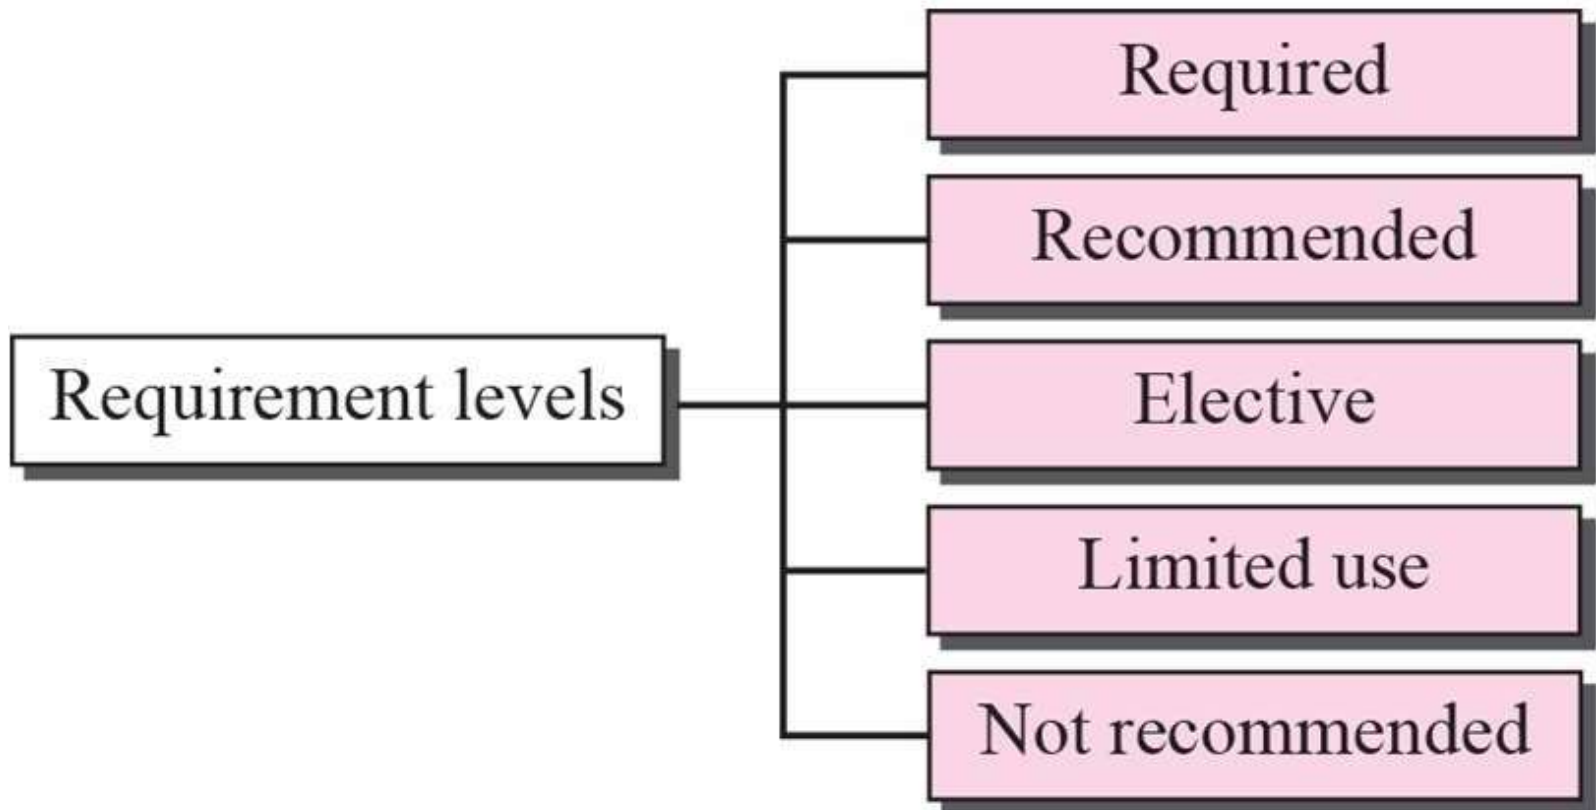 Requirement levels
Required
Recommended
Elective
Limited use
Not recommended